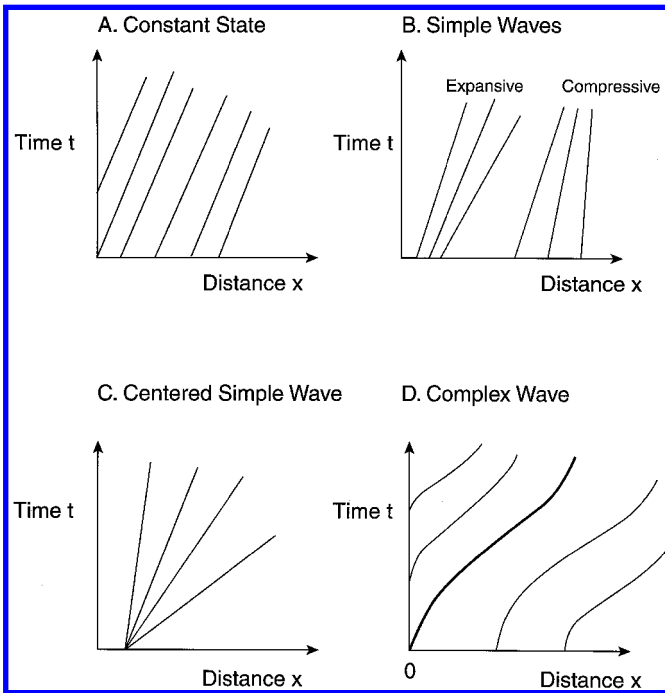 A. Constant State
Time t
Distance x
B. Simple Waves
Expansive
Compressive
Time t
Distance x
C. Centered Simple Wave
Time t
Distance x
D. Complex Wave
Time t
0
Distance x